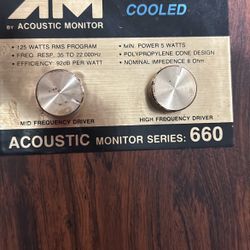 AM
COOLED
BY ACOUSTIC MONITOR
• 125 WATTS RMS PROGRAM
• FREQ. RESP. 35 TO 22,000Hz
• EFFICIENCY: 92dB PER WATT
• MIN. POWER 5 WATTS
• POLYPROPYLENE CONE DESIGN
• NOMINAL IMPEDENCE 8 Ohm
MID FREQUENCY DRIVER
HIGH FREQUENCY DRIVER
ACOUSTIC MONITOR SERIES: 660